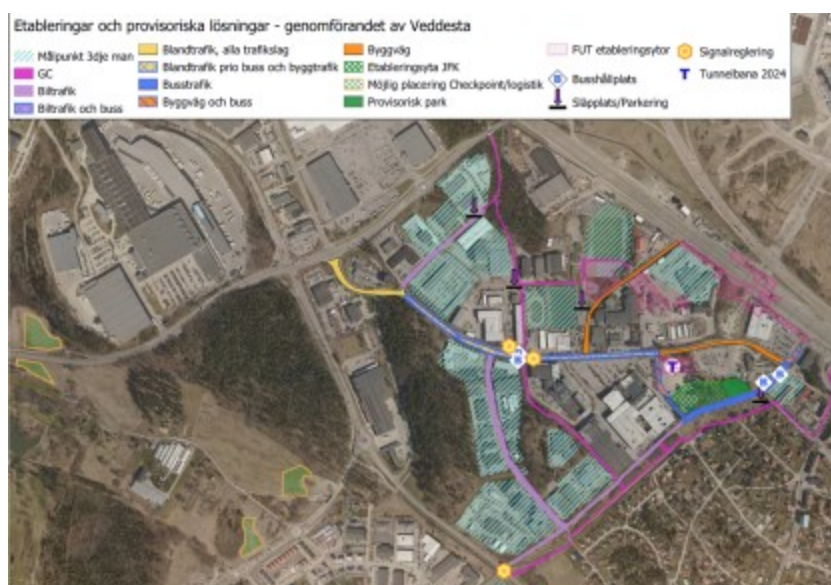 Etableringar och provisoriska lösningar - genomförandet av Veddesta
Målpunkt 3dje man
GC
Biltrafik
Biltrafik och buss
Blandtrafik, alla trafikslag
Blandtrafik prio buss och byggtrafik
Busstrafik
Byggväg och buss
Byggväg
Etableringsyta JPK
Möjlig placering Checkpoint/logistik
Provisorisk park
FUT etableringsytor
Busshållplats
Släpplats/Parkering
Signalreglering
T Tunnelbana 2024
T